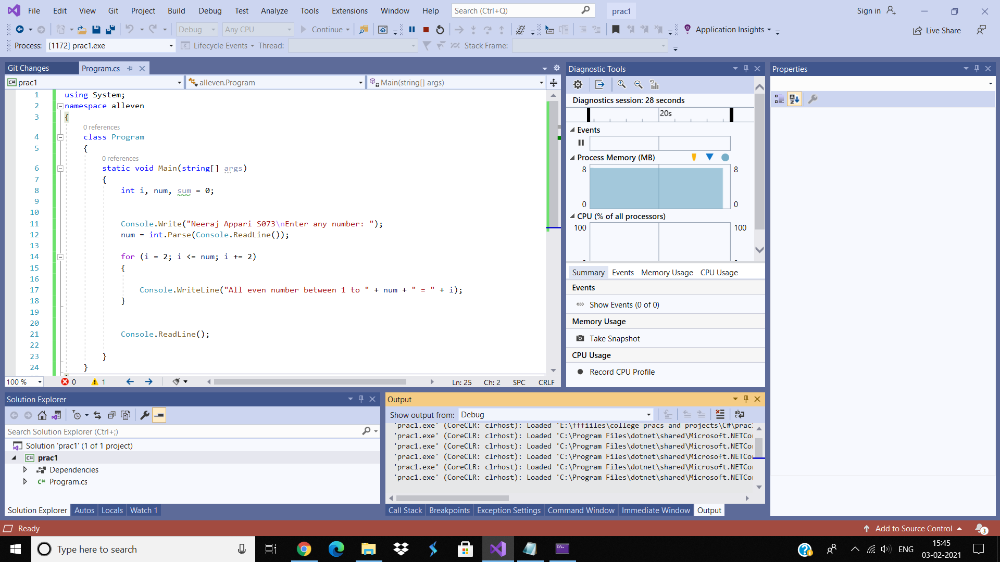 File Edit View Git Project Build Debug Test Analyze Tools Extensions Window Help Search (Ctrl+Q) prac1 Sign in
Debug Any CPU Continue Application Insights Live Share
Process: [1172] prac1.exe Lifecycle Events Thread: Stack Frame:
Git Changes Program.cs
prac1 alleven.Program Main(string[] args)
1 using System;
2 namespace alleven
3 {
0 references
4 class Program
5 {
0 references
6 static void Main(string[] args)
7 {
8 int i, num, sum = 0;
9
10
11 Console.Write("Neeraj Appari S073\nEnter any number: ");
12 num = int.Parse(Console.ReadLine());
13
14 for (i = 2; i <= num; i += 2)
15 {
16
17 Console.WriteLine("All even number between 1 to " + num + " = " + i);
18 }
19
20
21 Console.ReadLine();
22
23 }
24 }
100 % 0 1 Ln: 25 Ch: 2 SPC CRLF
Diagnostic Tools
Diagnostics session: 28 seconds
20s
Events
Process Memory (MB)
8 8
0 0
CPU (% of all processors)
100 100
Summary Events Memory Usage CPU Usage
Events
Show Events (0 of 0)
Memory Usage
Take Snapshot
CPU Usage
Record CPU Profile
Properties
Solution Explorer
Search Solution Explorer (Ctrl+;)
Solution 'prac1' (1 of 1 project)
prac1
Dependencies
Program.cs
Solution Explorer Autos Locals Watch 1
Output
Show output from: Debug
'prac1.exe' (CoreCLR: clrhost): Loaded 'E:\fffiiles\college pracs and projects\C#\prac
'prac1.exe' (CoreCLR: clrhost): Loaded 'C:\Program Files\dotnet\shared\Microsoft.NETCo
'prac1.exe' (CoreCLR: clrhost): Loaded 'C:\Program Files\dotnet\shared\Microsoft.NETCo
'prac1.exe' (CoreCLR: clrhost): Loaded 'C:\Program Files\dotnet\shared\Microsoft.NETCo
'prac1.exe' (CoreCLR: clrhost): Loaded 'C:\Program Files\dotnet\shared\Microsoft.NETCo
'prac1.exe' (CoreCLR: clrhost): Loaded 'C:\Program Files\dotnet\shared\Microsoft.NETCo
Call Stack Breakpoints Exception Settings Command Window Immediate Window Output
Ready Add to Source Control 3
Type here to search ENG 15:45
03-02-2021